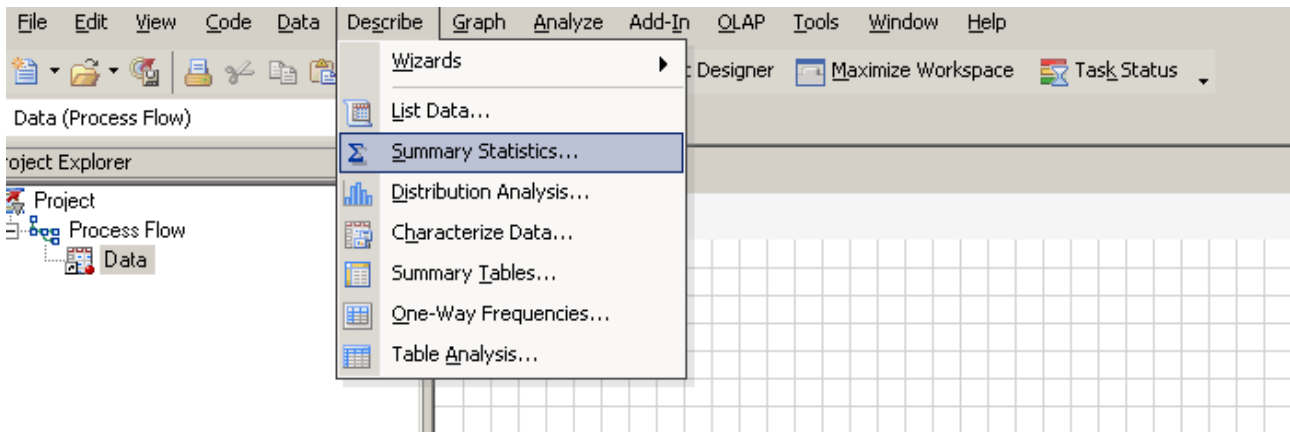 File Edit View Code Data Describe Graph Analyze Add-In OLAP Tools Window Help
Wizards
Designer Maximize Workspace Task Status
Data (Process Flow)
List Data...
oject Explorer
Summary Statistics...
Project
Distribution Analysis...
Process Flow
Characterize Data...
Data
Summary Tables...
One-Way Frequencies...
Table Analysis...